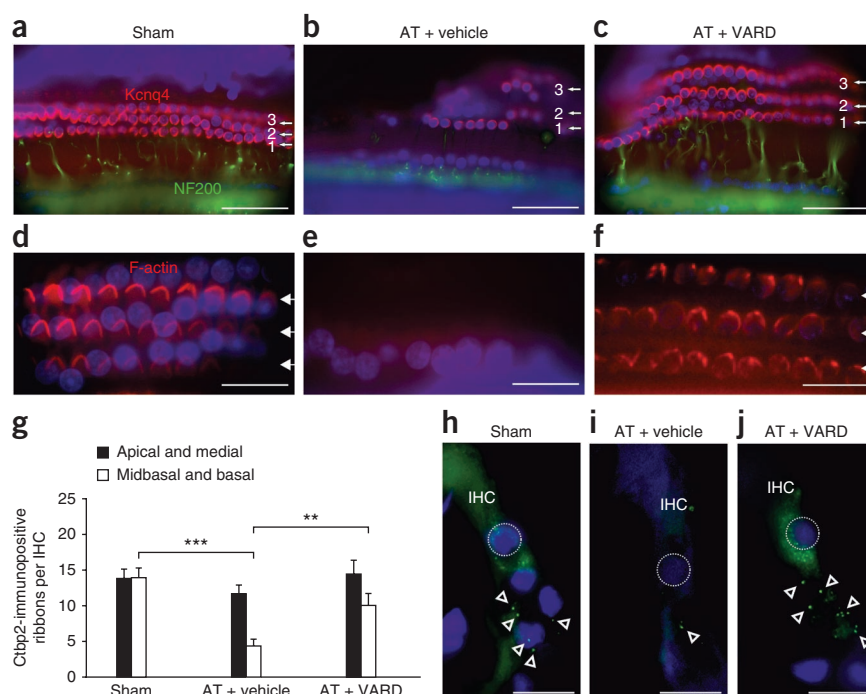 a Sham
b AT + vehicle
c AT + VARD
Kcnq4
3
2
1
NF200
3
2
1
3
2
1
d F-actin
e
f
g
Apical and medial
Midbasal and basal
Ctbp2-immunopositive
ribbons per IHC
25
20
15
10
5
0
***
**
Sham AT + vehicle AT + VARD
h Sham
IHC
i AT + vehicle
IHC
j AT + VARD
IHC